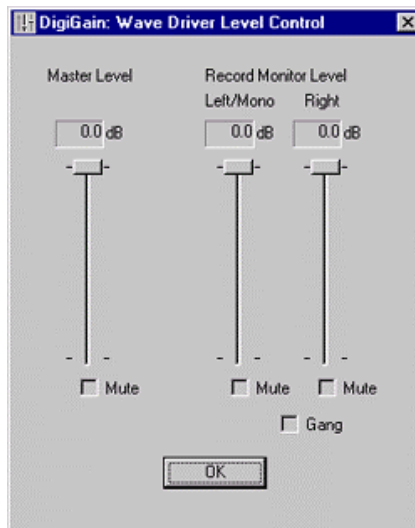 DigiGain: Wave Driver Level Control
Master Level
Record Monitor Level
Left/Mono Right
0.0 dB 0.0 dB 0.0 dB
Mute Mute Mute
Gang
OK